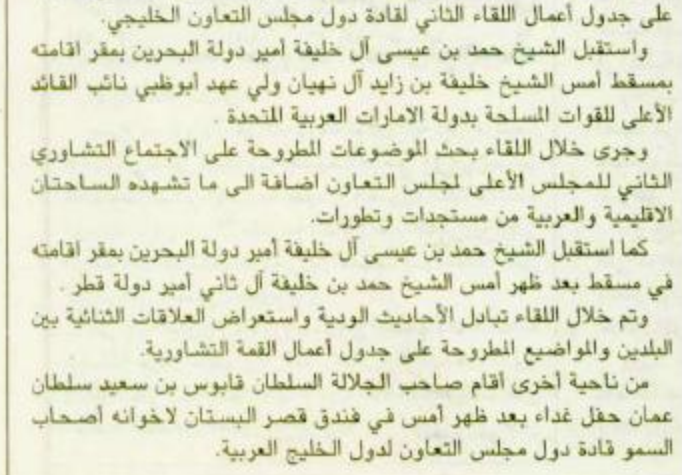 على جدول أعمال اللقاء الثاني لقادة دول مجلس التعاون الخليجي.
واستقبل الشيخ حمد بن عيسى آل خليفة أمير دولة البحرين بمقر اقامته
بمسقط أمس الشيخ خليفة بن زايد آل نهيان ولي عهد أبوظبي نائب القائد
الأعلى للقوات المسلحة بدولة الامارات العربية المتحدة .
وجرى خلال اللقاء بحث الموضوعات المطروحة على الاجتماع التشاوري
الثاني للمجلس الأعلى لمجلس التعاون اضافة الى ما تشهده الساحتان
الاقليمية والعربية من مستجدات وتطورات.
كما استقبل الشيخ حمد بن عيسى آل خليفة أمير دولة البحرين بمقر اقامته
في مسقط بعد ظهر أمس الشيخ حمد بن خليفة آل ثاني أمير دولة قطر .
وتم خلال اللقاء تبادل الأحاديث الودية واستعراض العلاقات الثنائية بين
البلدين والمواضيع المطروحة على جدول أعمال القمة التشاورية.
من ناحية أخرى أقام صاحب الجلالة السلطان قابوس بن سعيد سلطان
عمان حفل غداء بعد ظهر أمس في فندق قصر البستان لاخوانه أصحاب
السمو قادة دول مجلس التعاون لدول الخليج العربية.